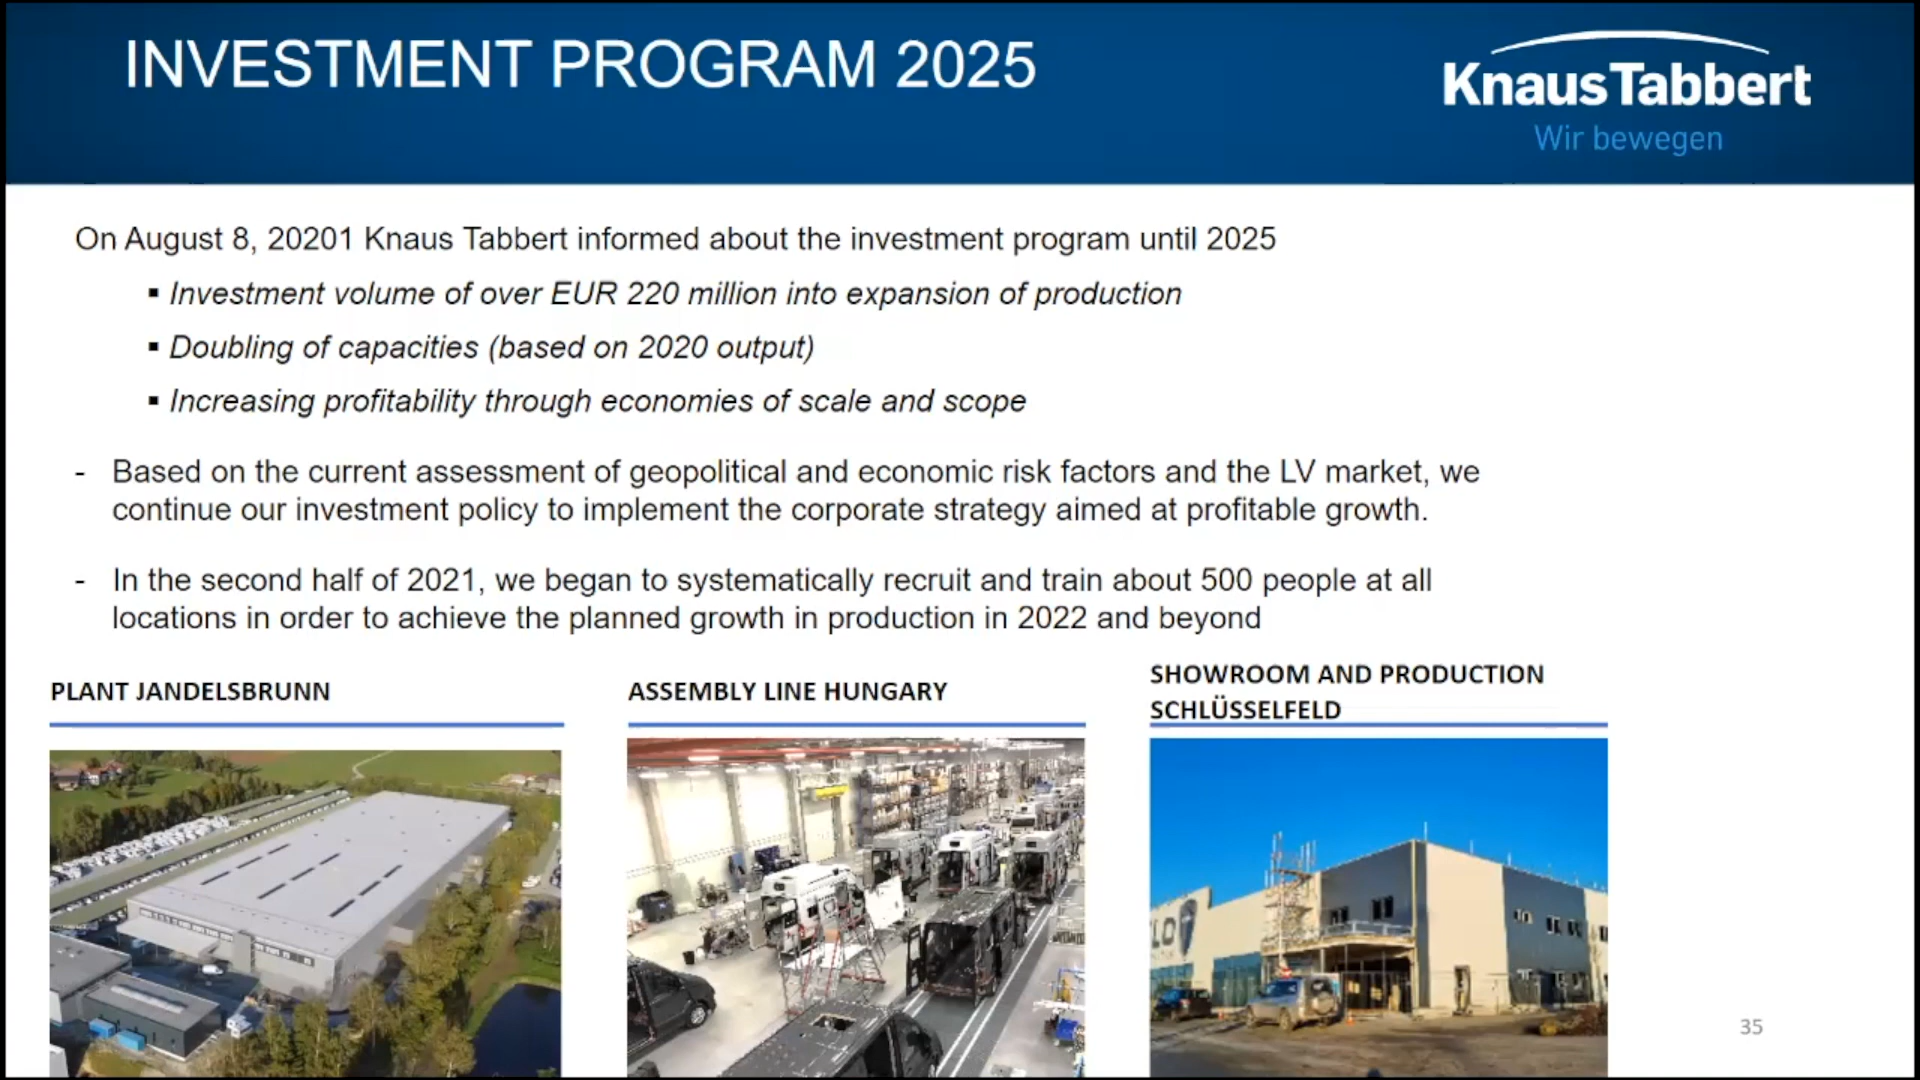 INVESTMENT PROGRAM 2025
KnausTabbert
Wir bewegen
On August 8, 20201 Knaus Tabbert informed about the investment program until 2025
▪ Investment volume of over EUR 220 million into expansion of production
▪ Doubling of capacities (based on 2020 output)
▪ Increasing profitability through economies of scale and scope
- Based on the current assessment of geopolitical and economic risk factors and the LV market, we
continue our investment policy to implement the corporate strategy aimed at profitable growth.
- In the second half of 2021, we began to systematically recruit and train about 500 people at all
locations in order to achieve the planned growth in production in 2022 and beyond
PLANT JANDELSBRUNN
ASSEMBLY LINE HUNGARY
SHOWROOM AND PRODUCTION
SCHLÜSSELFELD
LO
35